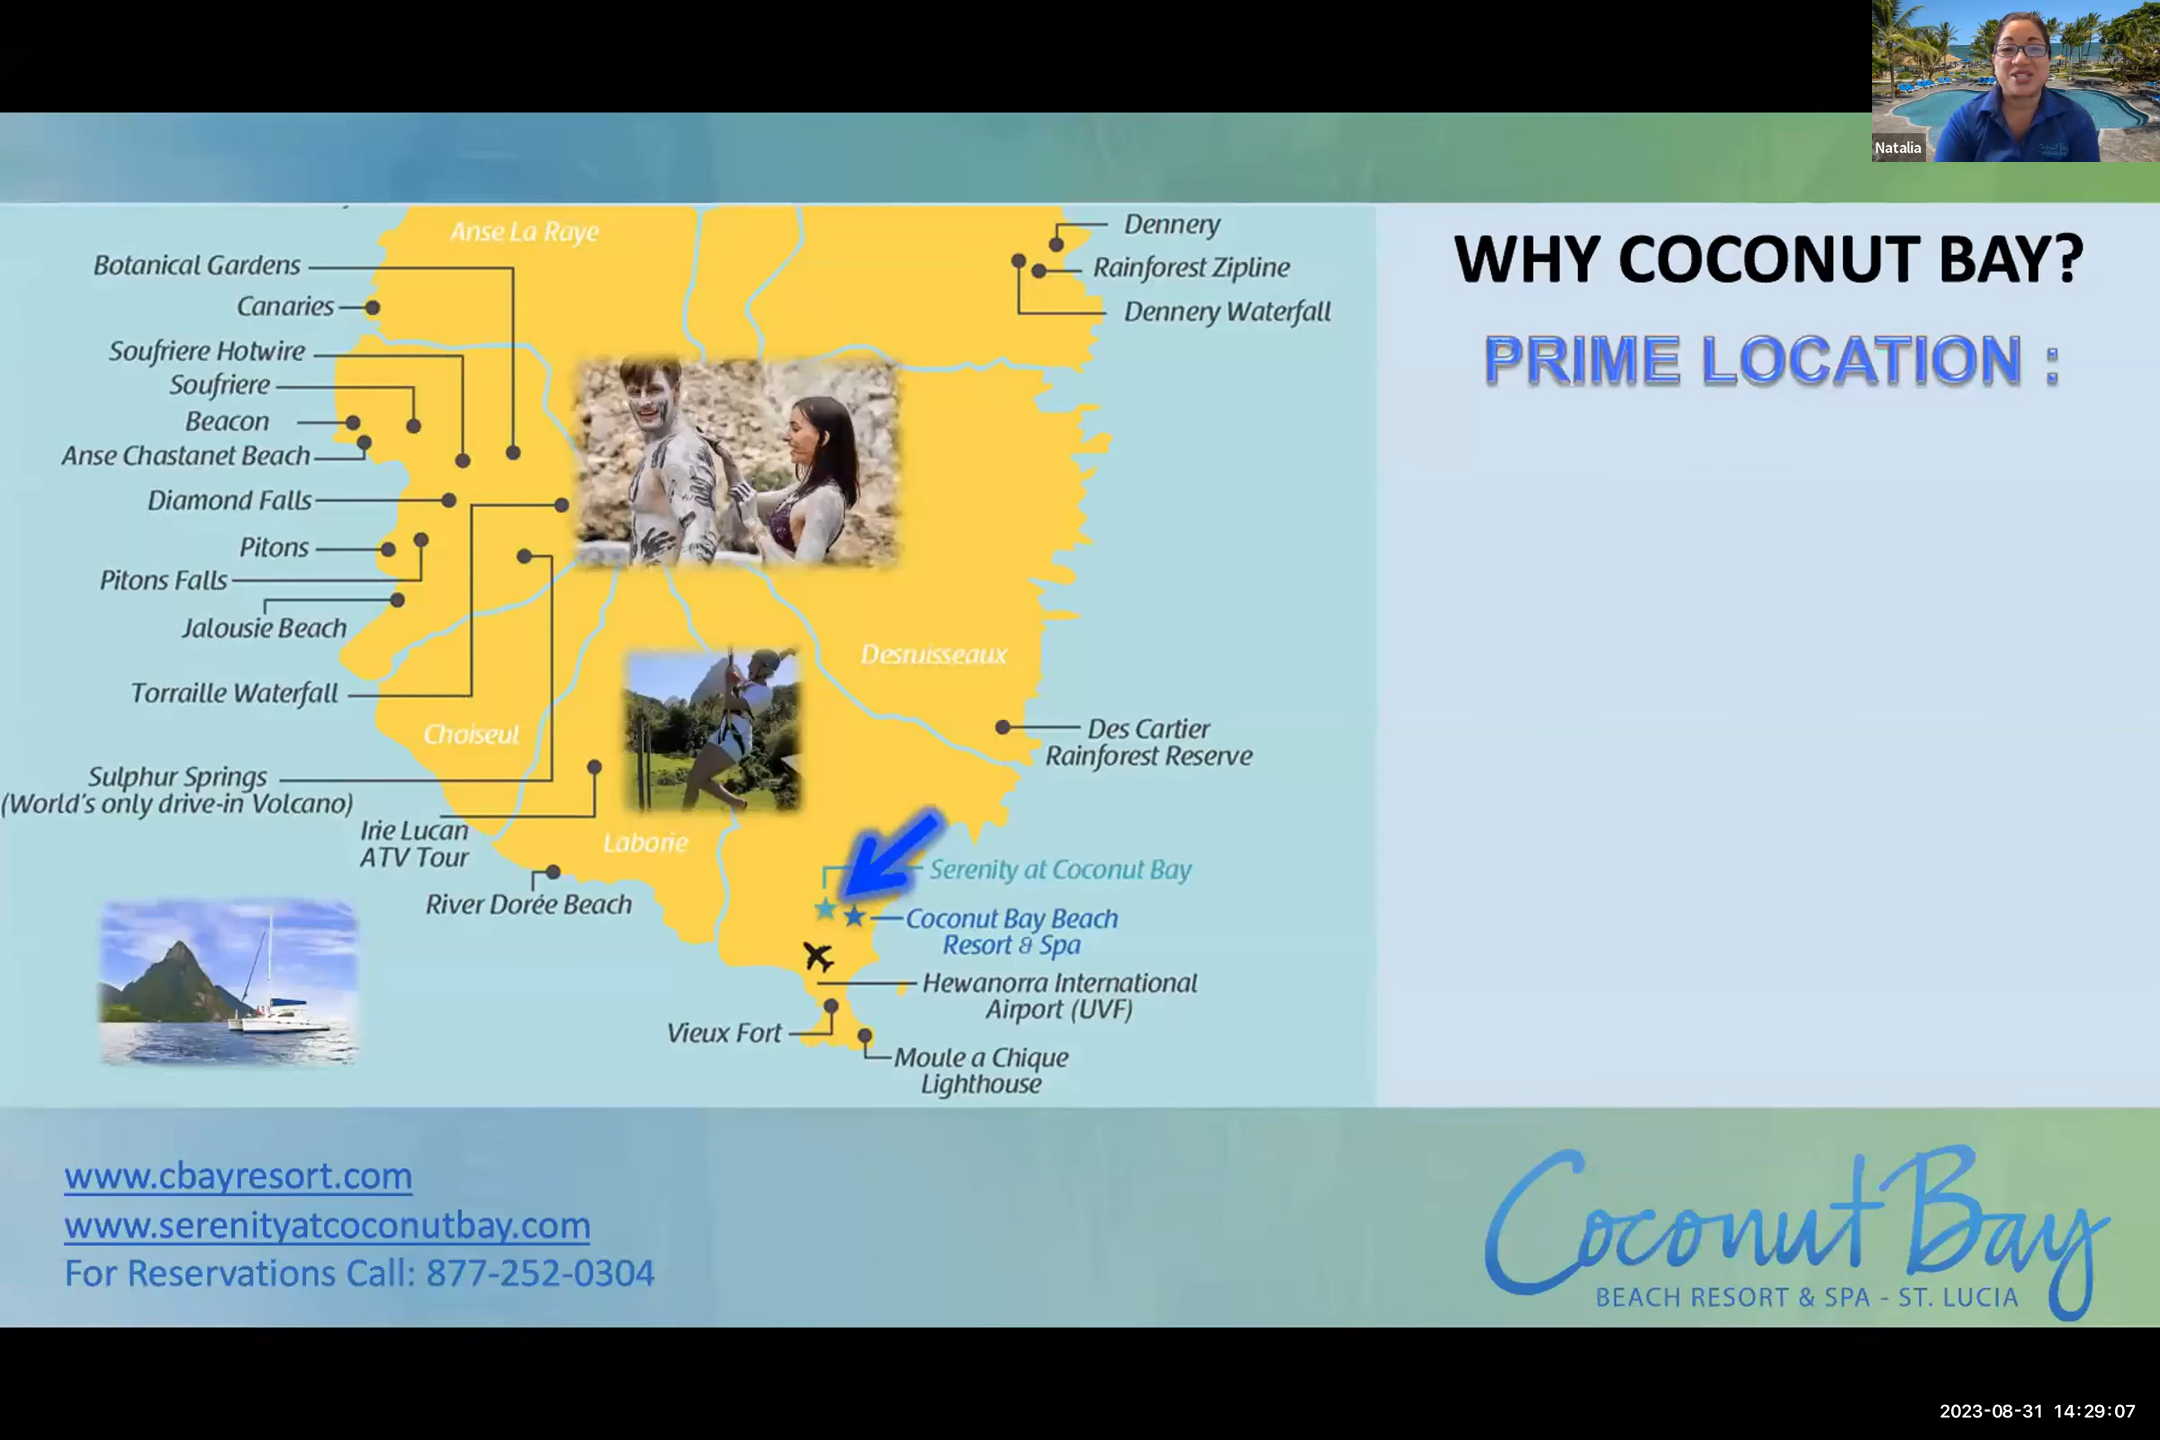 Natalia
WHY COCONUT BAY?
PRIME LOCATION :
Anse La Raye
Botanical Gardens
Canaries
Soufriere Hotwire
Soufriere
Beacon
Anse Chastanet Beach
Diamond Falls
Pitons
Pitons Falls
Jalousie Beach
Torraille Waterfall
Choiseul
Sulphur Springs
(World's only drive-in Volcano)
Irie Lucan
ATV Tour
Laborie
River Dorée Beach
Dennery
Rainforest Zipline
Dennery Waterfall
Desruisseaux
Des Cartier
Rainforest Reserve
Serenity at Coconut Bay
Coconut Bay Beach
Resort & Spa
Hewanorra International
Airport (UVF)
Vieux Fort
Moule a Chique
Lighthouse
www.cbayresort.com
www.serenityatcoconutbay.com
For Reservations Call: 877-252-0304
Coconut Bay
BEACH RESORT & SPA - ST. LUCIA
2023-08-31 14:29:07